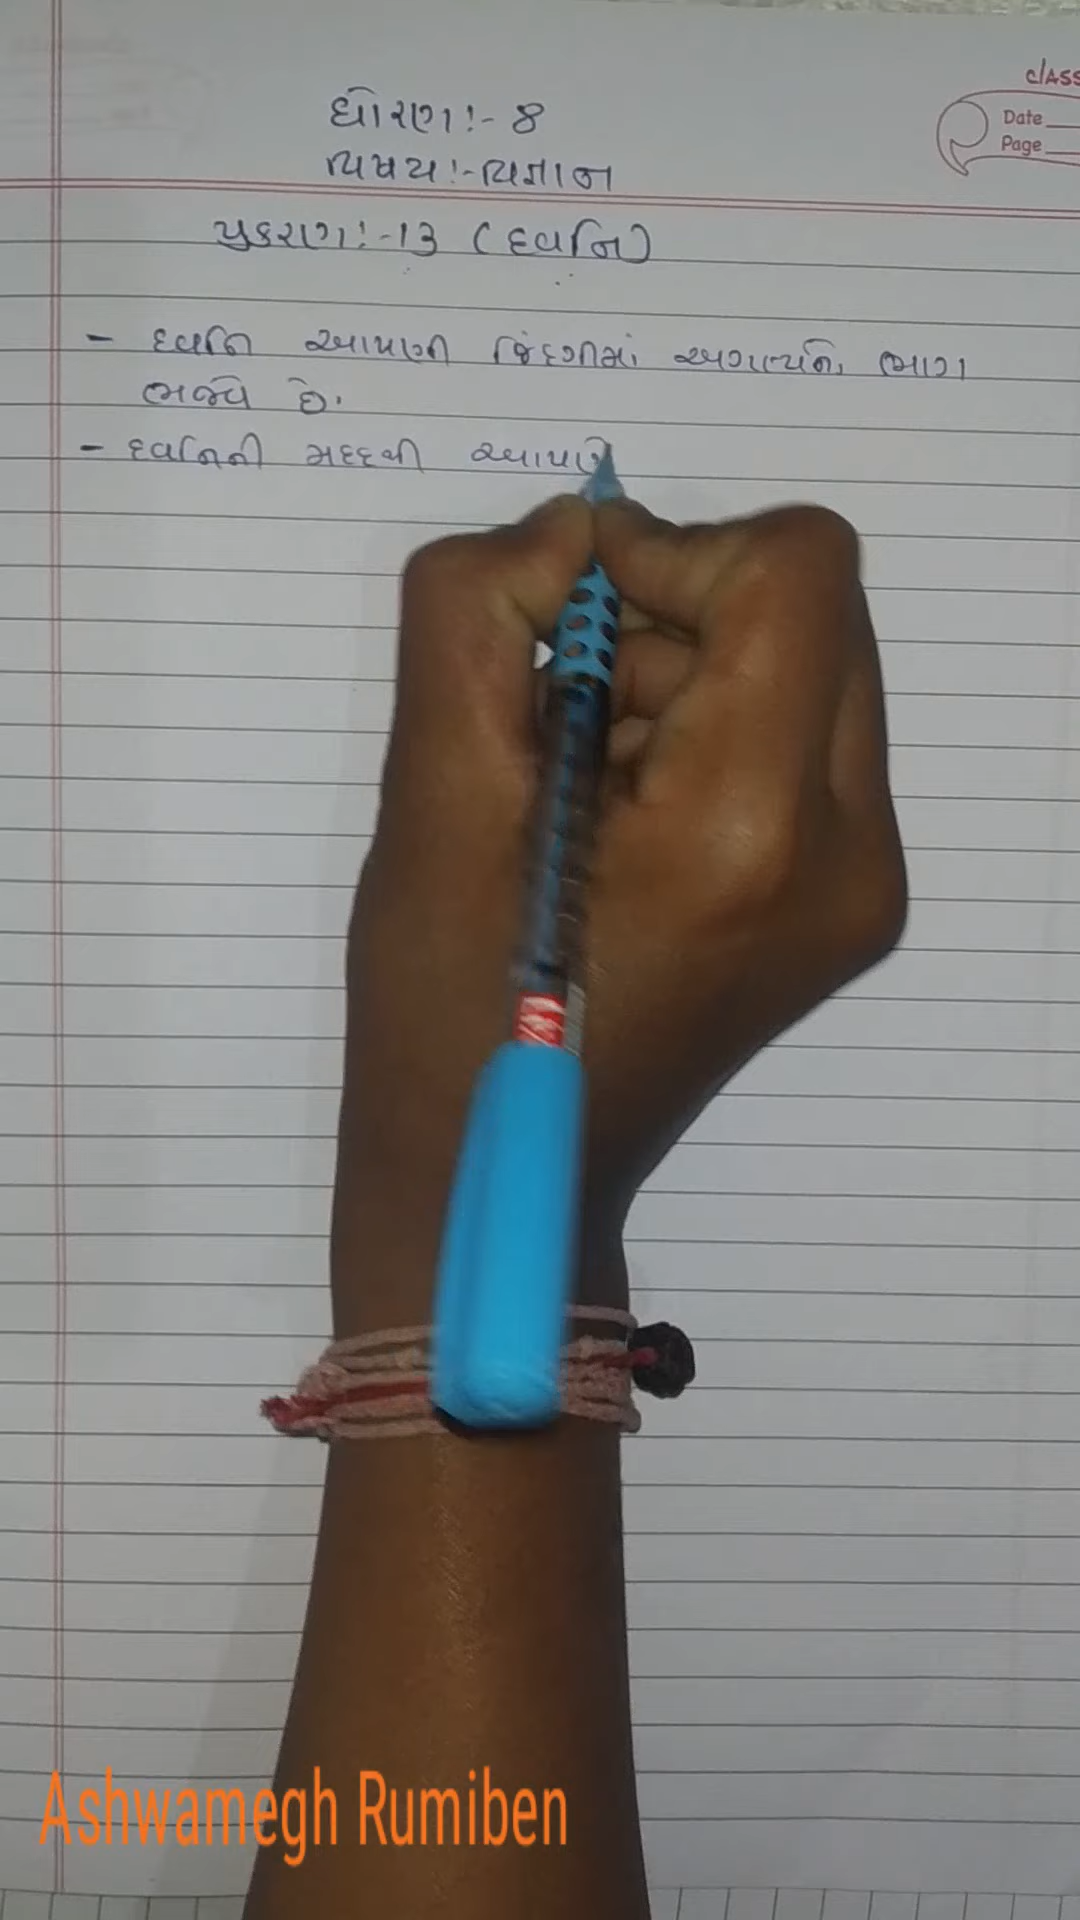 CLASS
Date
Page
ધોરણ:- 8
વિષય:- વિજ્ઞાન
પ્રકરણ:-13 (ધ્વનિ)
- ધ્વનિ આપણી જિંદગીમાં અગત્યનો ભાગ
ભજવે છે.
- ધ્વનિની મદદથી આપણે
Ashwamegh Rumiben